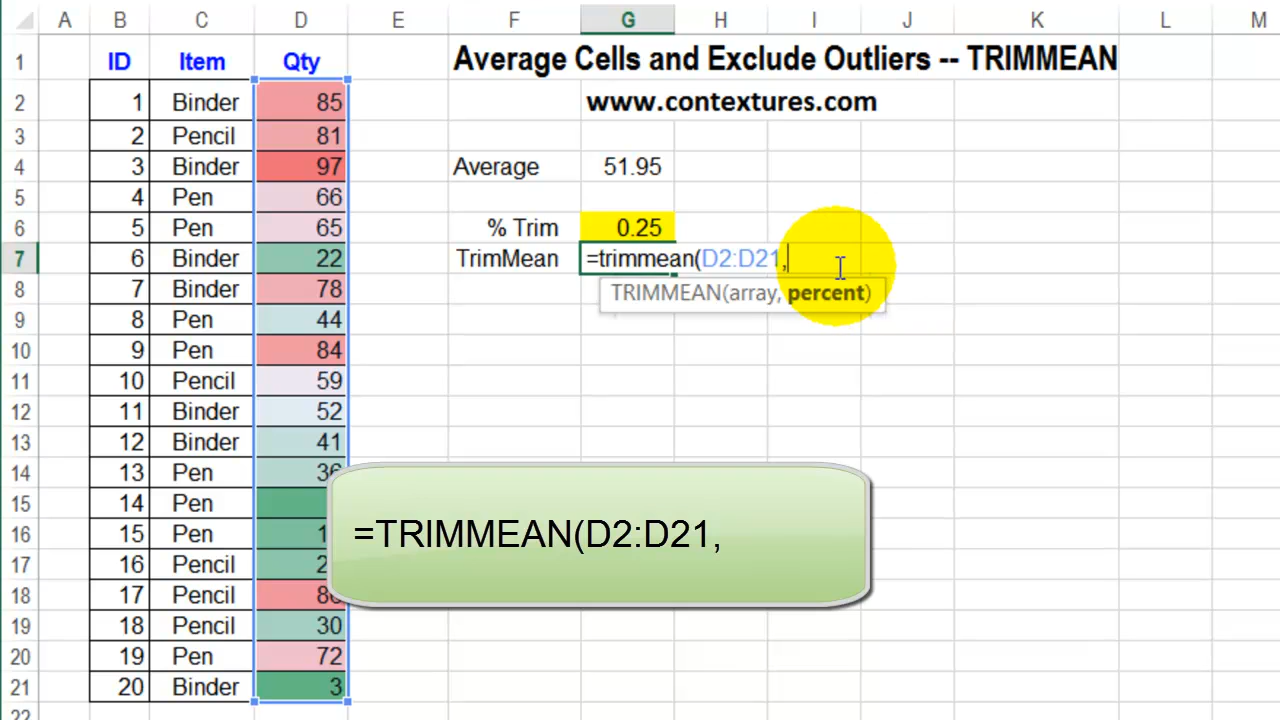 A B C D E F G H I J K L M
1 ID Item Qty Average Cells and Exclude Outliers -- TRIMMEAN
2 1 Binder 85 www.contextures.com
3 2 Pencil 81
4 3 Binder 97 Average 51.95
5 4 Pen 66
6 5 Pen 65 % Trim 0.25
7 6 Binder 22 TrimMean =trimmean(D2:D21,
8 7 Binder 78 TRIMMEAN(array, percent)
9 8 Pen 44
10 9 Pen 84
11 10 Pencil 59
12 11 Binder 52
13 12 Binder 41
14 13 Pen
15 14 Pen
16 15 Pen =TRIMMEAN(D2:D21,
17 16 Pencil
18 17 Pencil
19 18 Pencil 30
20 19 Pen 72
21 20 Binder 3
22